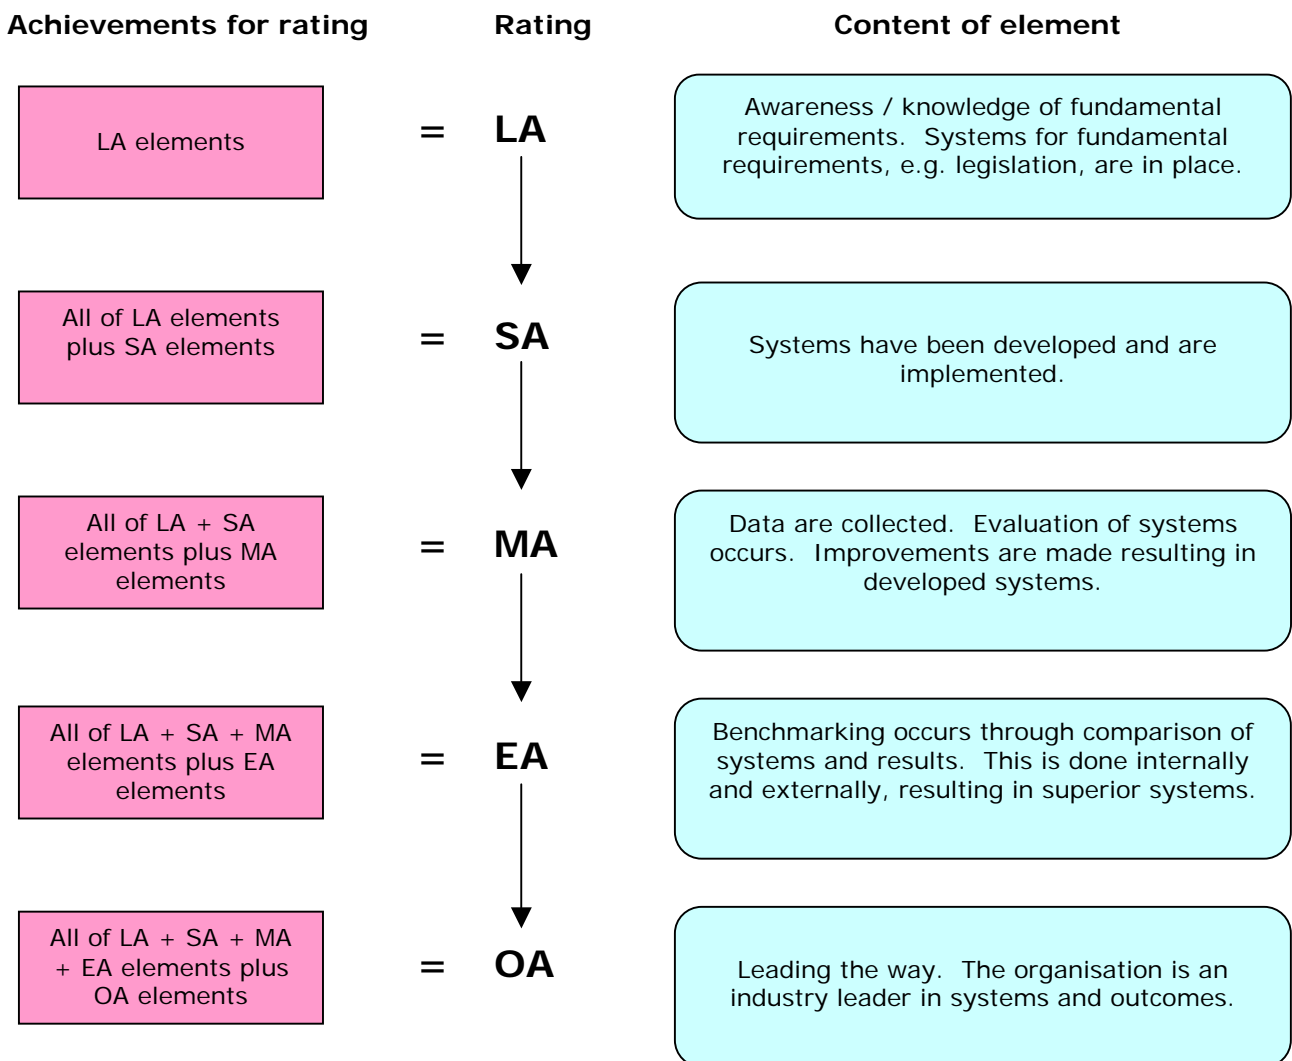 Achievements for rating
Rating
Content of element
LA elements
=
LA
Awareness / knowledge of fundamental
requirements.  Systems for fundamental
requirements, e.g. legislation, are in place.
All of LA elements
plus SA elements
=
SA
Systems have been developed and are
implemented.
All of LA + SA
elements plus MA
elements
=
MA
Data are collected.  Evaluation of systems
occurs.  Improvements are made resulting in
developed systems.
All of LA + SA + MA
elements plus EA
elements
=
EA
Benchmarking occurs through comparison of
systems and results.  This is done internally
and externally, resulting in superior systems.
All of LA + SA + MA
+ EA elements plus
OA elements
=
OA
Leading the way.  The organisation is an
industry leader in systems and outcomes.